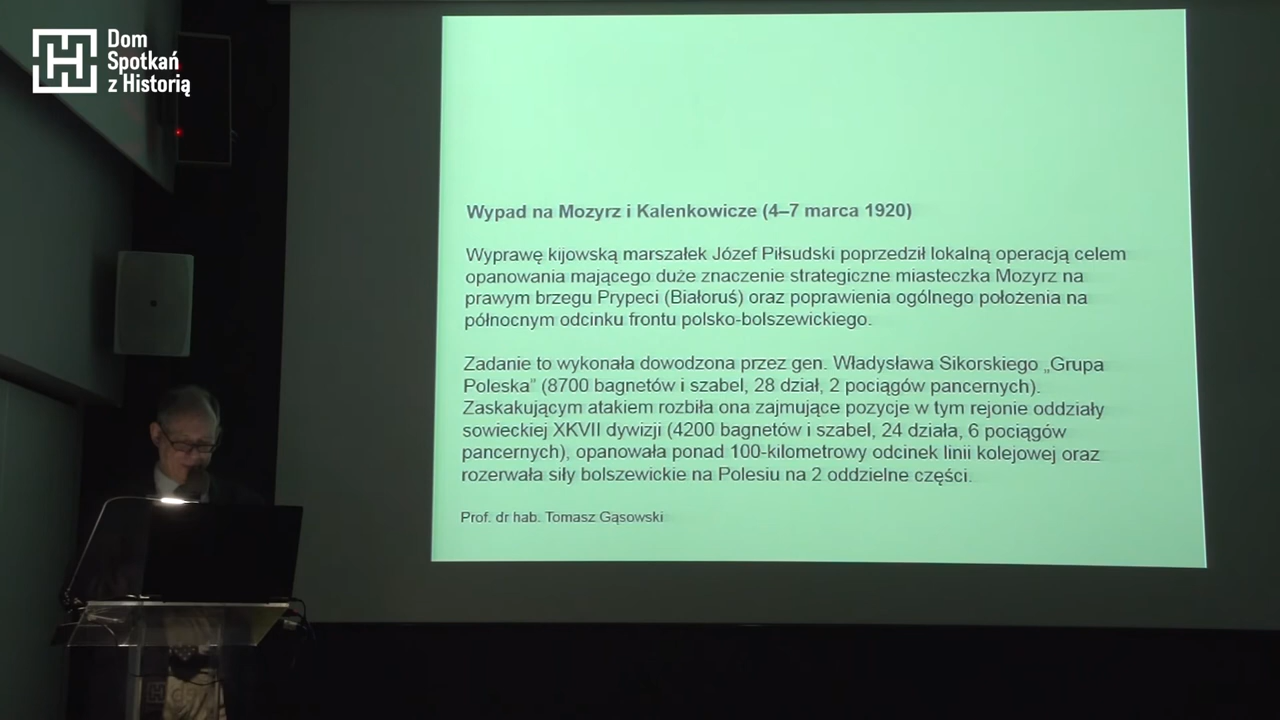 Dom
Spotkań
z Historią
Wypad na Mozyrz i Kalenkowicze (4–7 marca 1920)
Wyprawę kijowską marszałek Józef Piłsudski poprzedził lokalną operacją celem
opanowania mającego duże znaczenie strategiczne miasteczka Mozyrz na
prawym brzegu Prypeci (Białoruś) oraz poprawienia ogólnego położenia na
północnym odcinku frontu polsko-bolszewickiego.
Zadanie to wykonała dowodzona przez gen. Władysława Sikorskiego „Grupa
Poleska” (8700 bagnetów i szabel, 28 dział, 2 pociągów pancernych).
Zaskakującym atakiem rozbiła ona zajmujące pozycje w tym rejonie oddziały
sowieckiej XKVII dywizji (4200 bagnetów i szabel, 24 działa, 6 pociągów
pancernych), opanowała ponad 100-kilometrowy odcinek linii kolejowej oraz
rozerwała siły bolszewickie na Polesiu na 2 oddzielne części.
Prof. dr hab. Tomasz Gąsowski